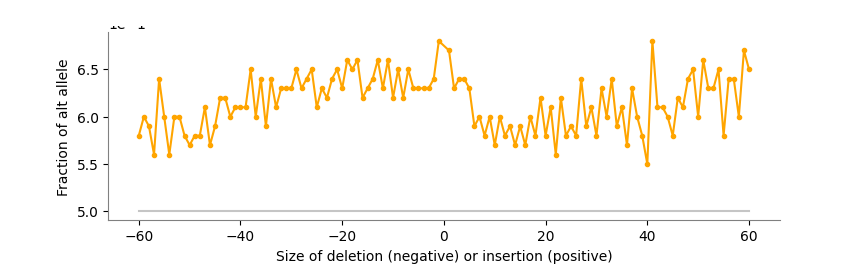 6.5
6.0
5.5
5.0
Fraction of alt allele
−60 −40 −20 0 20 40 60
Size of deletion (negative) or insertion (positive)